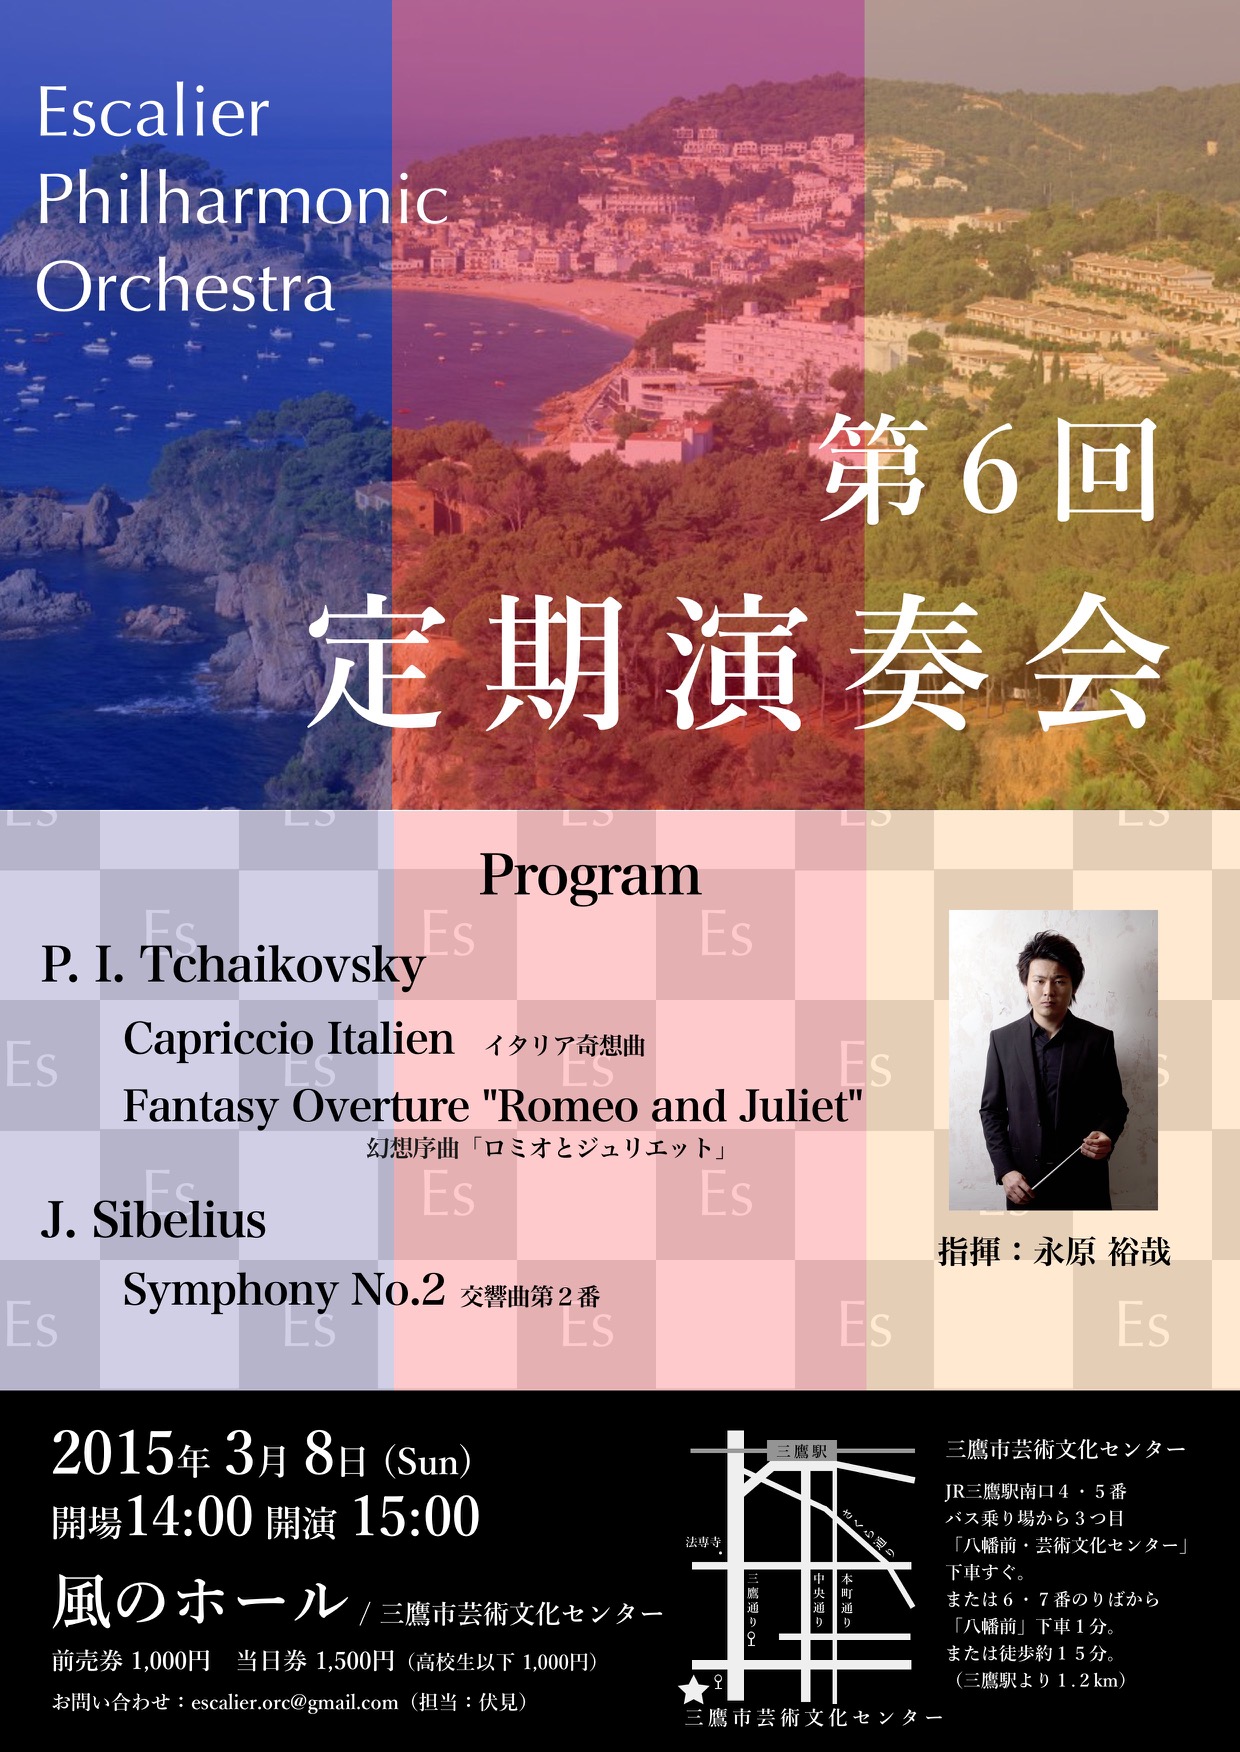 Escalier
Philharmonic
Orchestra
第6回
定期演奏会
Program
P. I. Tchaikovsky
Capriccio Italien イタリア奇想曲
Fantasy Overture "Romeo and Juliet"
幻想序曲「ロミオとジュリエット」
J. Sibelius
Symphony No.2 交響曲第２番
指揮：永原 裕哉
Es
2015年 3月 8日（Sun）
開場14:00 開演 15:00
風のホール / 三鷹市芸術文化センター
前売券 1,000円 当日券 1,500円（高校生以下 1,000円）
お問い合わせ：escalier.orc@gmail.com（担当：伏見）
三鷹駅
さくら通り
法専寺
三鷹通り
中央通り
本町通り
三鷹市芸術文化センター
三鷹市芸術文化センター
JR三鷹駅南口４・５番
バス乗り場から３つ目
「八幡前・芸術文化センター」
下車すぐ。
または６・７番のりばから
「八幡前」下車１分。
または徒歩約１５分。
（三鷹駅より１.２km）